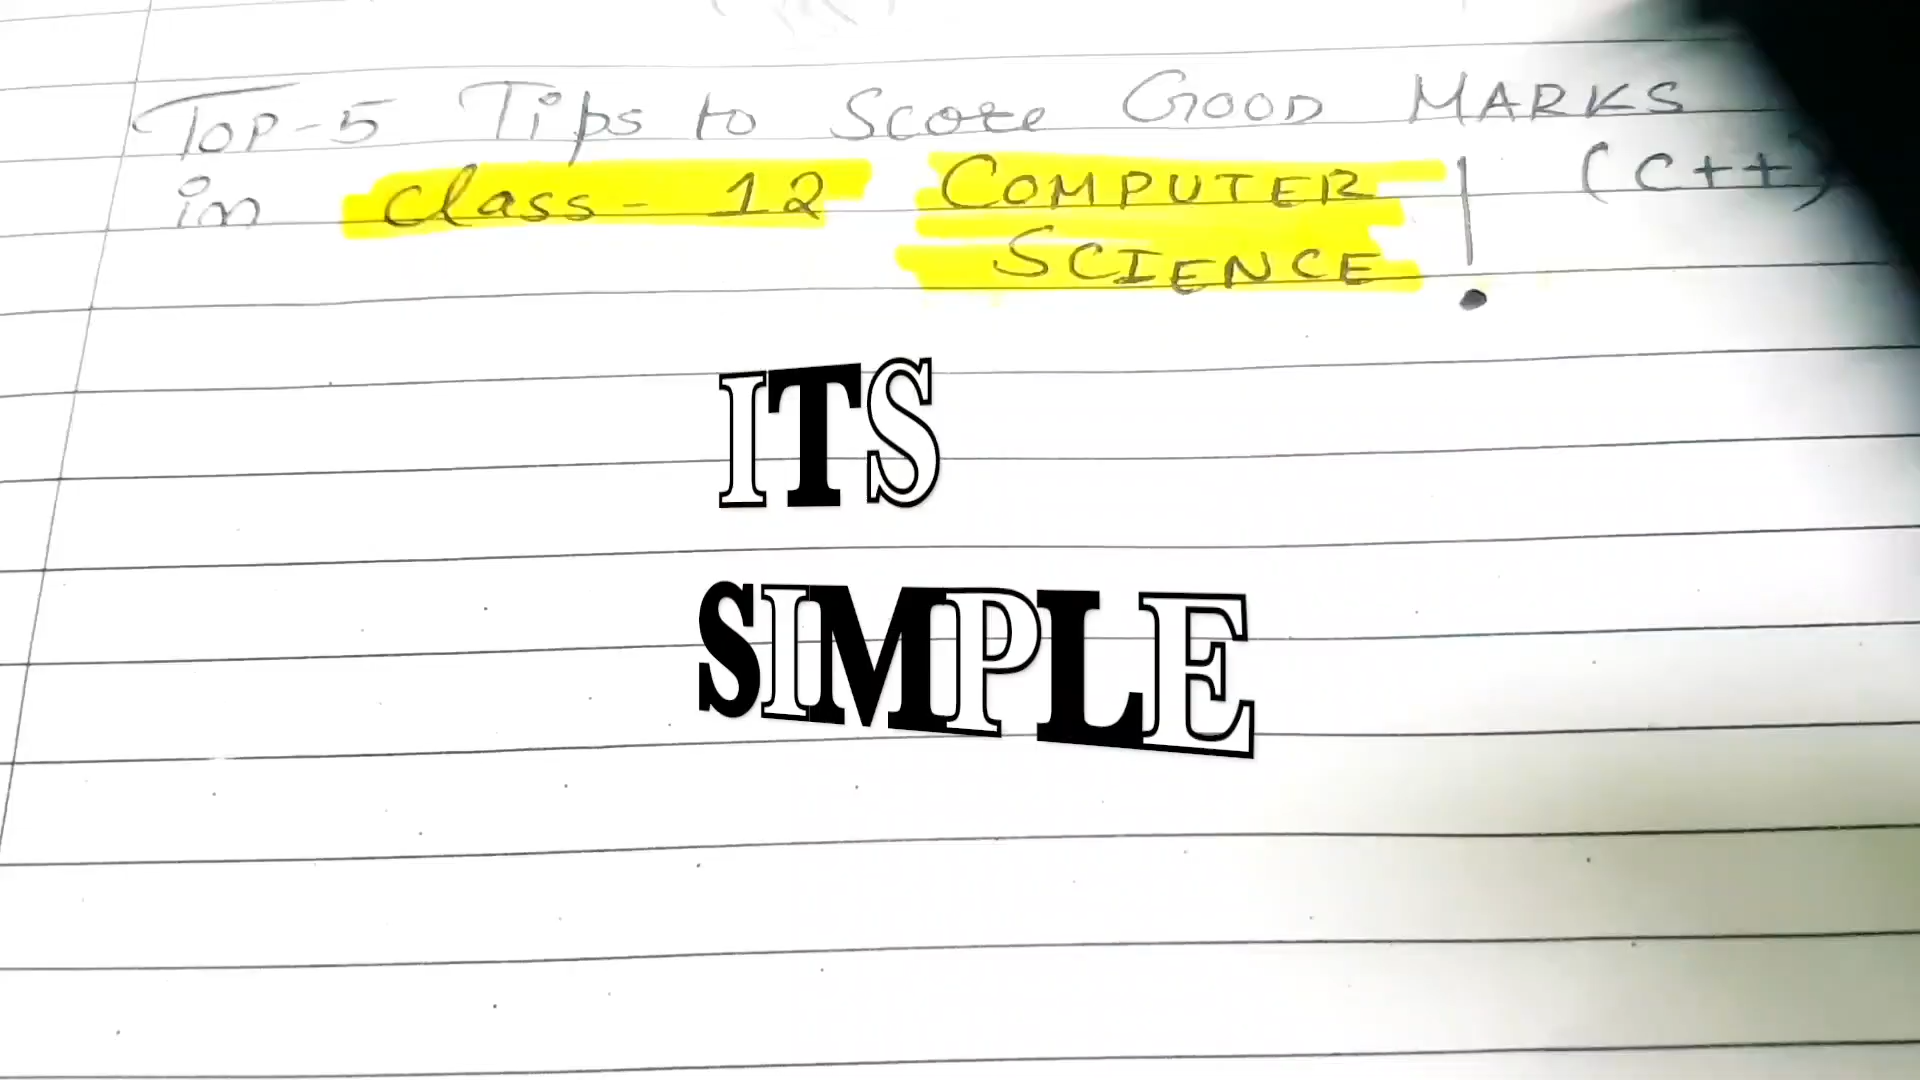 TOP-5 Tips to Score GOOD MARKS
in class - 12 COMPUTER ! (C++)
SCIENCE
ITS
SIMPLE